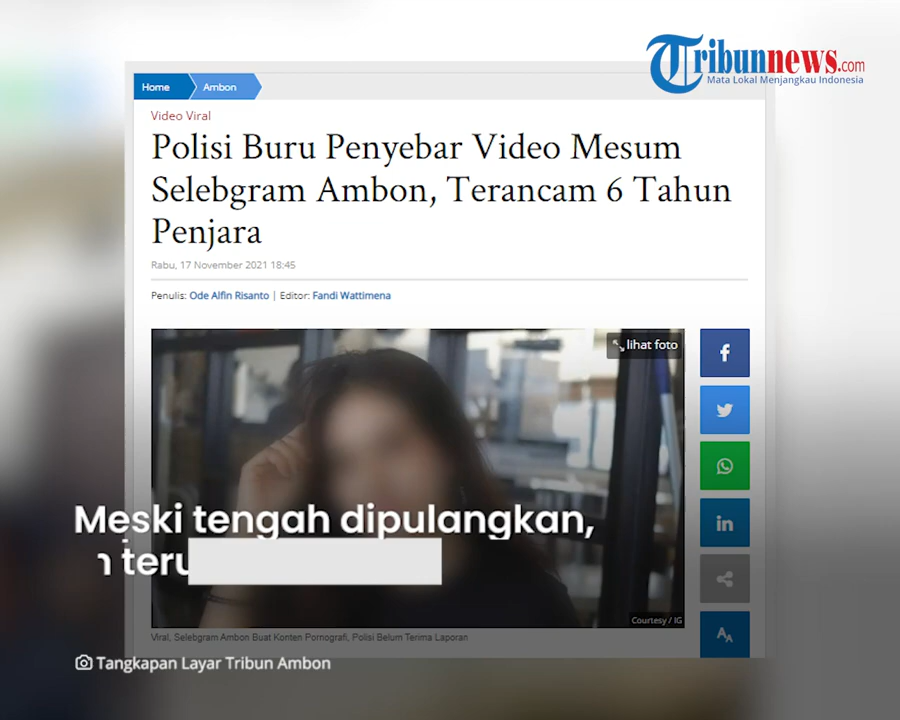 Tribunnews.com
Mata Lokal Menjangkau Indonesia
Home Ambon
Video Viral
Polisi Buru Penyebar Video Mesum
Selebgram Ambon, Terancam 6 Tahun
Penjara
Rabu, 17 November 2021 18:45
Penulis: Ode Alfin Risanto | Editor: Fandi Wattimena
lihat foto
Meski tengah dipulangkan,
Courtesy / IG
Viral, Selebgram Ambon Buat Konten Pornografi, Polisi Belum Terima Laporan
Tangkapan Layar Tribun Ambon